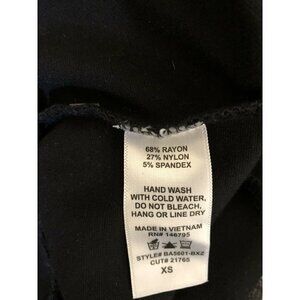 68% RAYON
27% NYLON
5% SPANDEX
HAND WASH
WITH COLD WATER,
DO NOT BLEACH,
HANG OR LINE DRY
MADE IN VIETNAM
RN# 146795
STYLE# BA5601-BXZ
CUT# 21765
XS